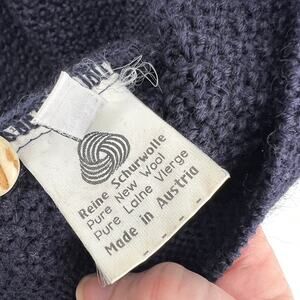 Reine Schurwolle
Pure New Wool
Pure Laine Vierge
Made in Austria